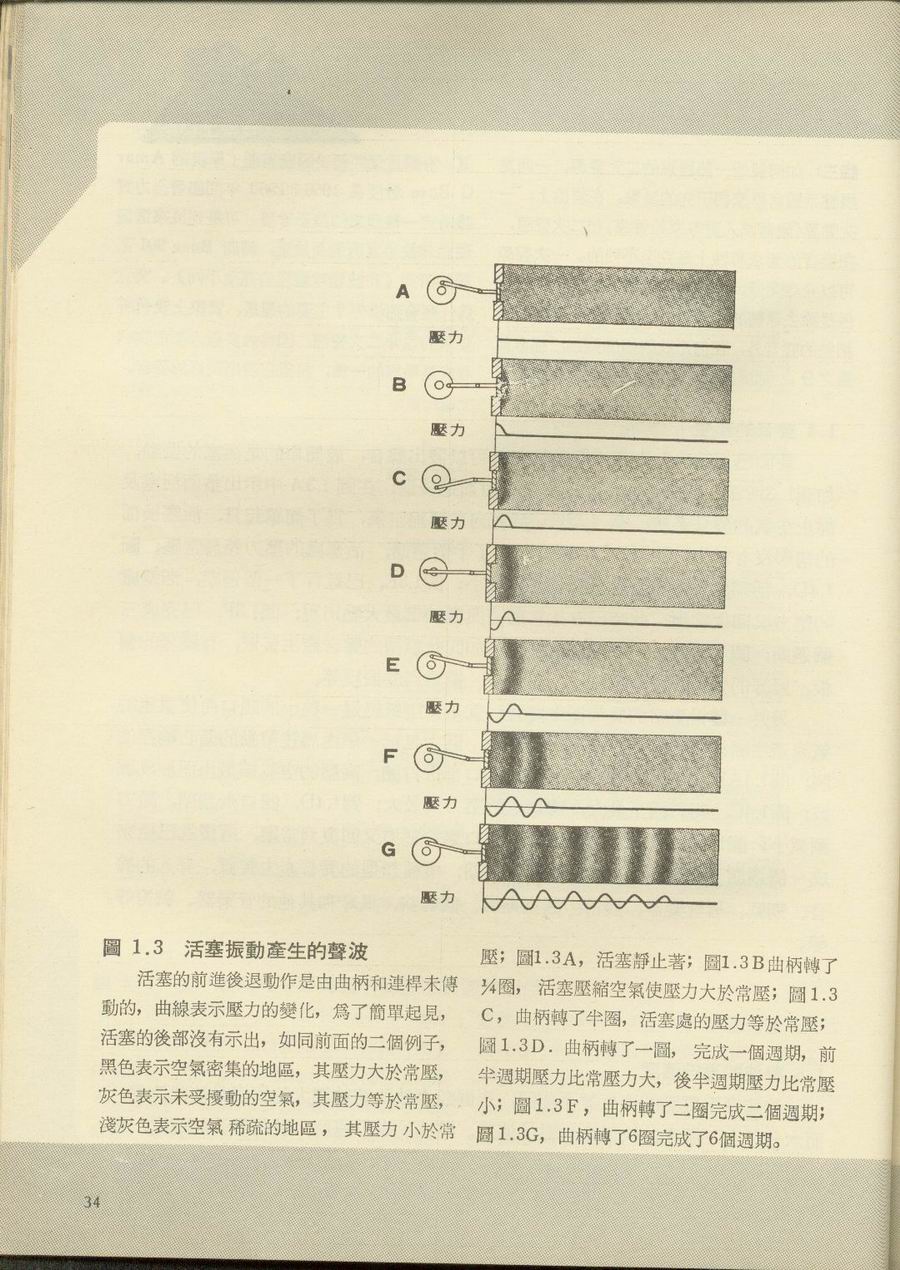 A
壓力
B
壓力
C
壓力
D
壓力
E
壓力
F
壓力
G
壓力
圖 1.3 活塞振動產生的聲波
活塞的前進後退動作是由曲柄和連桿未傳
動的，曲線表示壓力的變化，爲了簡單起見，
活塞的後部沒有示出，如同前面的二個例子，
黑色表示空氣密集的地區，其壓力大於常壓，
灰色表示未受擾動的空氣，其壓力等於常壓，
淺灰色表示空氣 稀疏的地區， 其壓力 小於常
壓；圖1.3A，活塞靜止著；圖1.3B曲柄轉了
¼圈， 活塞壓縮空氣使壓力大於常壓；圖1.3
C，曲柄轉了半圈，活塞處的壓力等於常壓；
圖1.3D. 曲柄轉了一圖， 完成一個週期，前
半週期壓力比常壓力大，後半週期壓力比常壓
小；圖1.3F，曲柄轉了二圈完成二個週期；
圖1.3G，曲柄轉了6圈完成了6個週期。
34